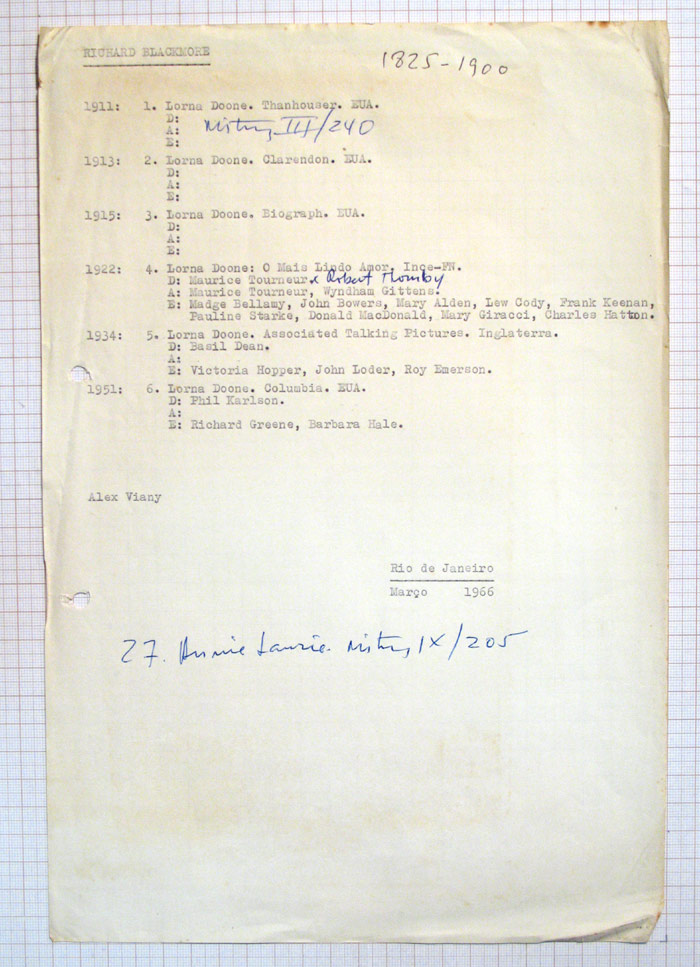 RICHARD BLACKMORE
1825-1900
1911: 1. Lorna Doone. Thanhouser. EUA.
D:
A: III/240
E:
1913: 2. Lorna Doone. Clarendon. EUA.
D:
A:
E:
1915: 3. Lorna Doone. Biograph. EUA.
D:
A:
E:
1922: 4. Lorna Doone: O Mais Lindo Amor. Ince-FN.
D: Maurice Tourneur Robert
A: Maurice Tourneur, Wyndham Gittens.
E: Madge Bellamy, John Bowers, Mary Alden, Lew Cody, Frank Keenan,
Pauline Starke, Donald MacDonald, Mary Giracci, Charles Hatton.
1934: 5. Lorna Doone. Associated Talking Pictures. Inglaterra.
D: Basil Dean.
A:
E: Victoria Hopper, John Loder, Roy Emerson.
1951: 6. Lorna Doone. Columbia. EUA.
D: Phil Karlson.
A:
E: Richard Greene, Barbara Hale.
Alex Viany
Rio de Janeiro
Março 1966
27. Annie Laurie. IX/205